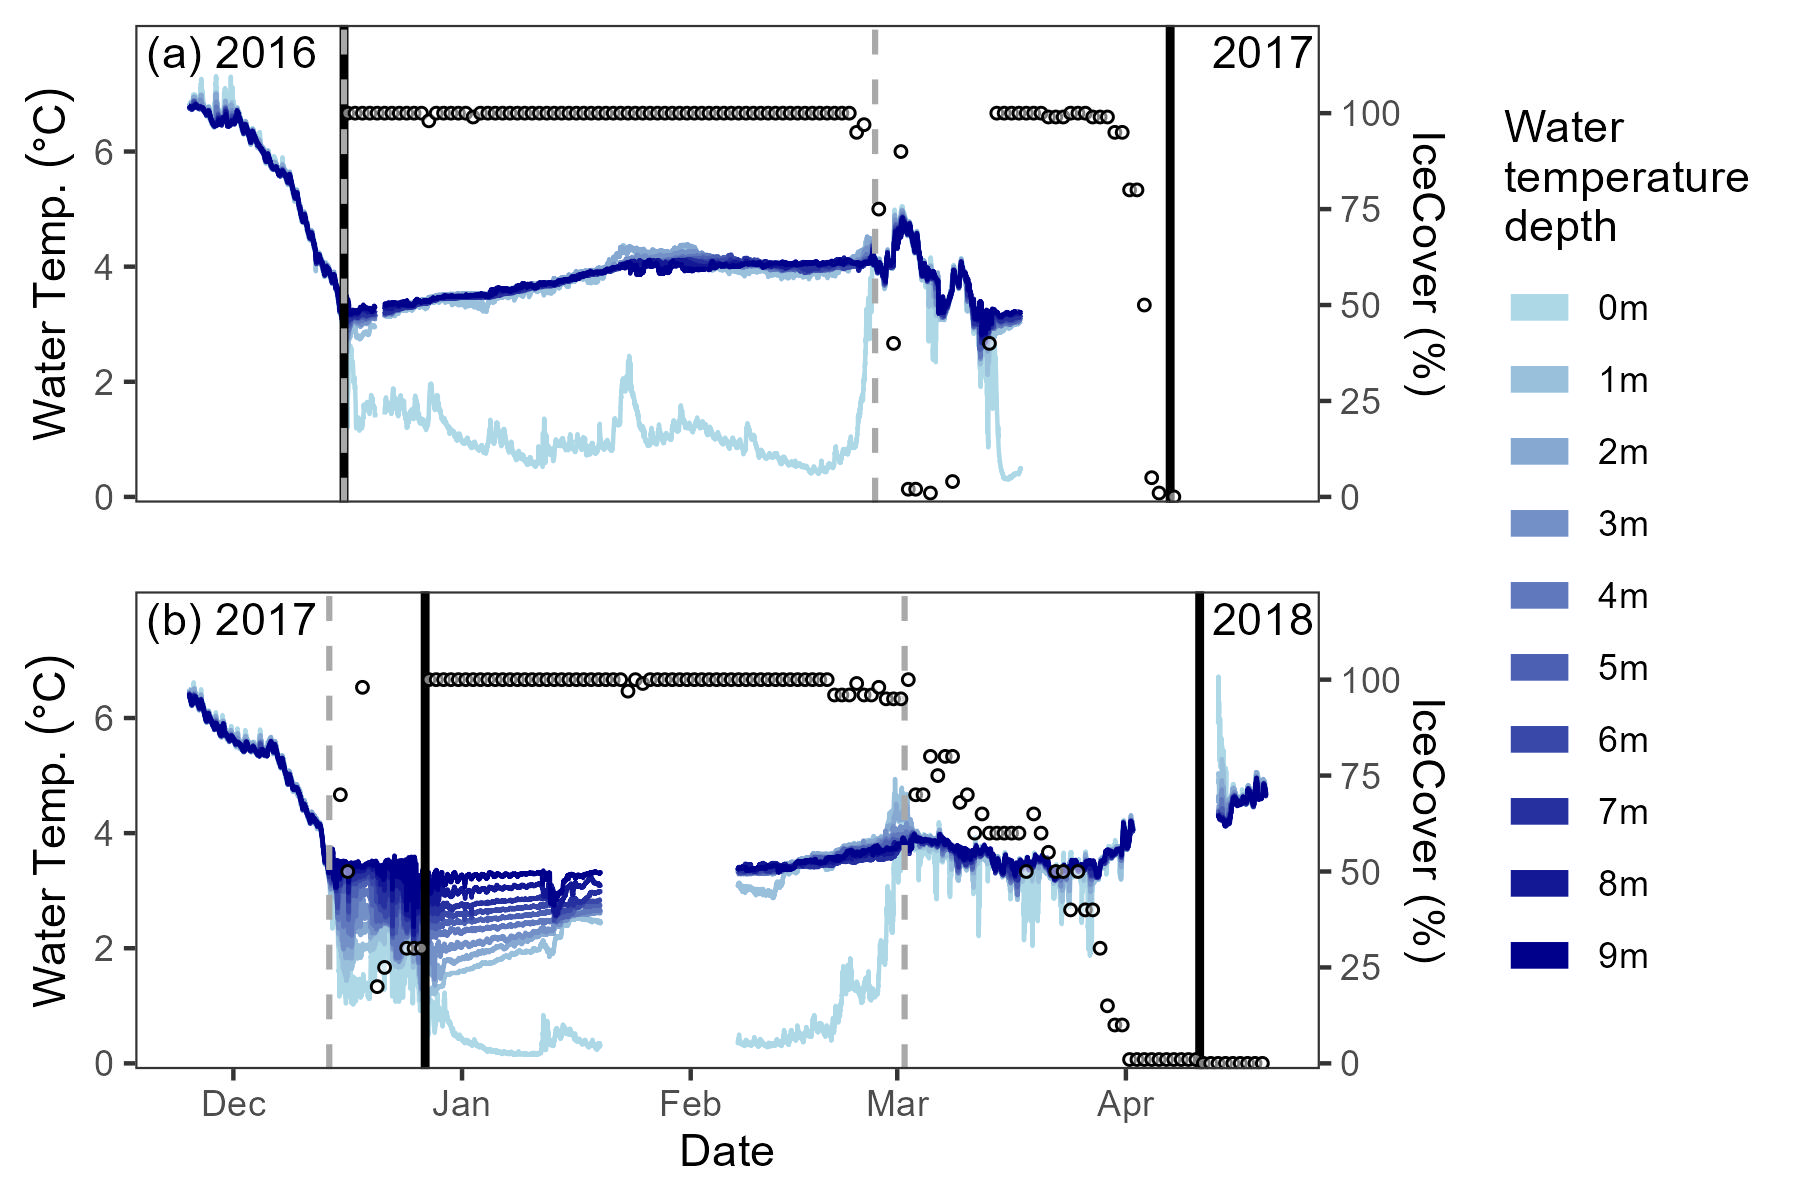 (a) 2016
2017
Water Temp. (°C)
6
4
2
0
100
75
50
25
0
IceCover (%)
(b) 2017
2018
Water Temp. (°C)
6
4
2
0
100
75
50
25
0
IceCover (%)
Dec
Jan
Feb
Mar
Apr
Date
Water
temperature
depth
0m
1m
2m
3m
4m
5m
6m
7m
8m
9m